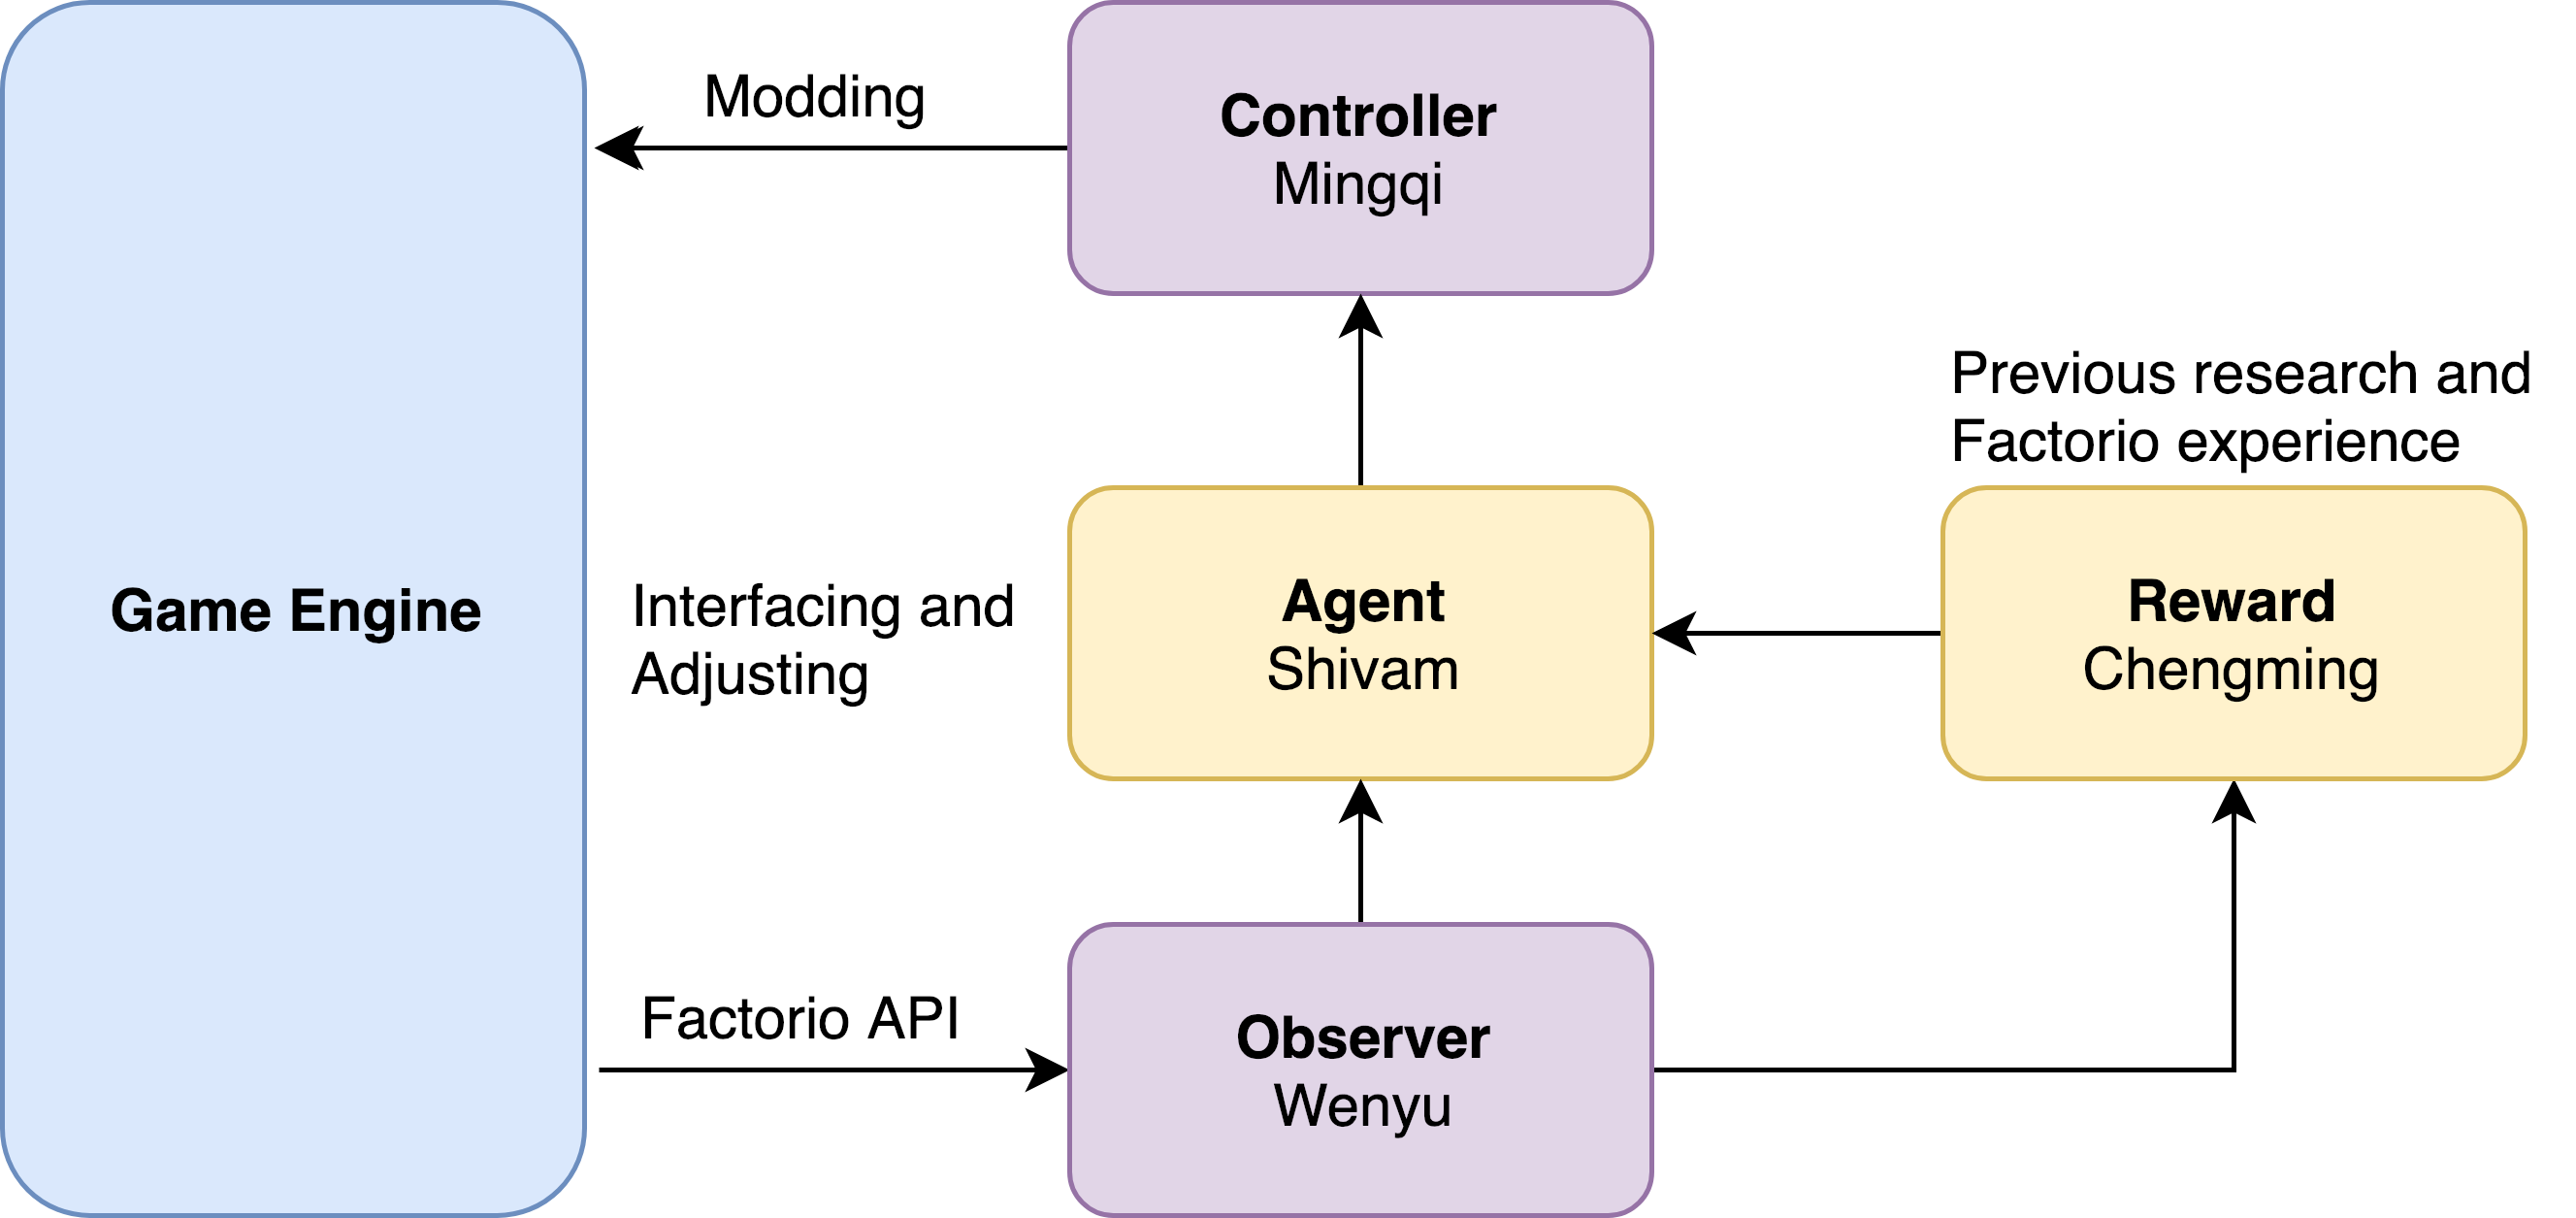 Modding
Controller
Mingqi
Previous research and
Factorio experience
Game Engine
Interfacing and
Adjusting
Agent
Shivam
Reward
Chengming
Factorio API
Observer
Wenyu